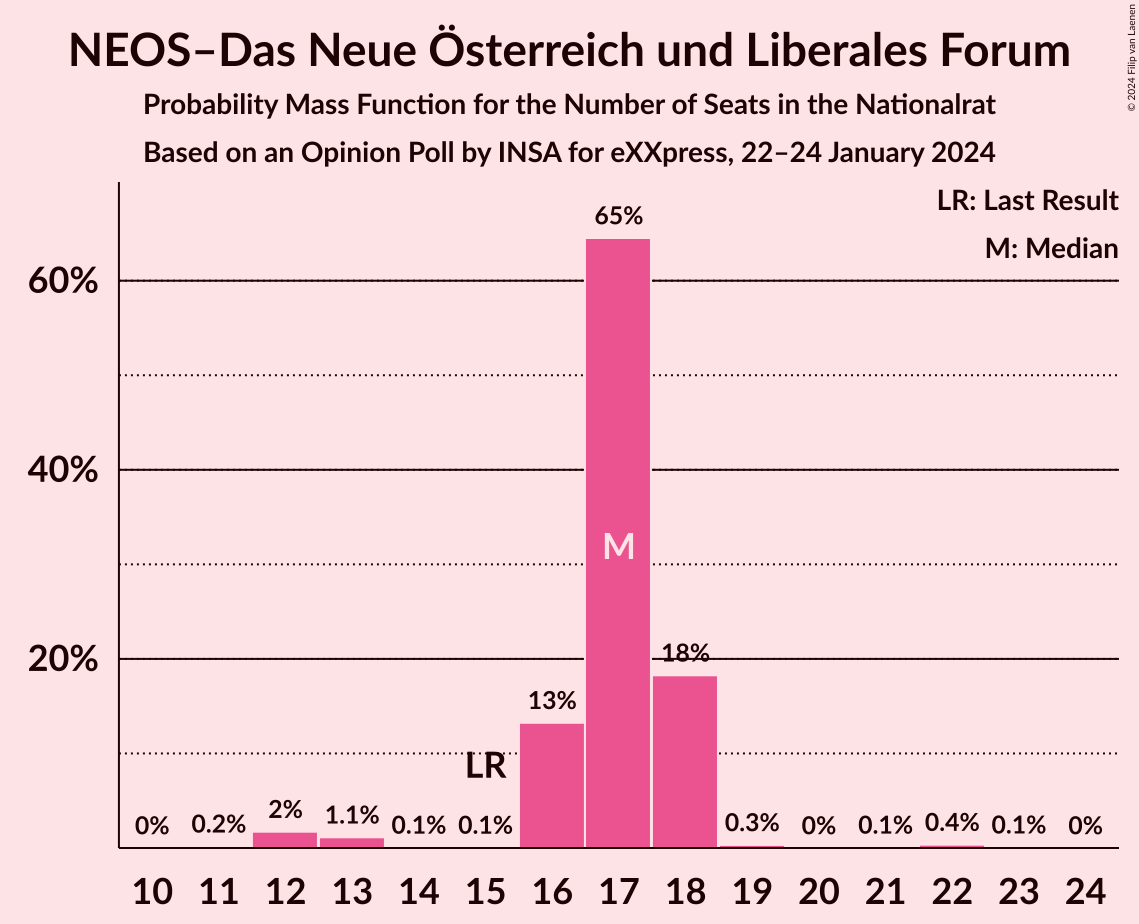 NEOS–Das Neue Österreich und Liberales Forum
Probability Mass Function for the Number of Seats in the Nationalrat
Based on an Opinion Poll by INSA for eXXpress, 22–24 January 2024
© 2024 Filip van Laenen
LR: Last Result
M: Median
60%
40%
20%
0%
0.2%
2%
1.1%
0.1%
0.1%
LR
13%
65%
M
18%
0.3%
0%
0.1%
0.4%
0.1%
0%
10 11 12 13 14 15 16 17 18 19 20 21 22 23 24